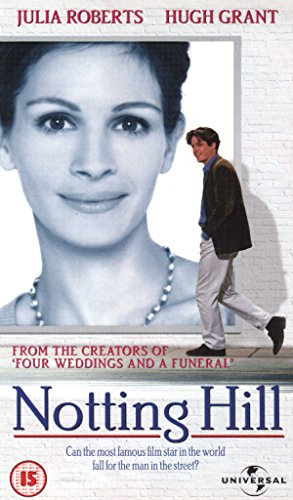 JULIA ROBERTS HUGH GRANT
FROM THE CREATORS OF
'FOUR WEDDINGS AND A FUNERAL'
Notting Hill
Can the most famous film star in the world
fall for the man in the street?
15
UNIVERSAL